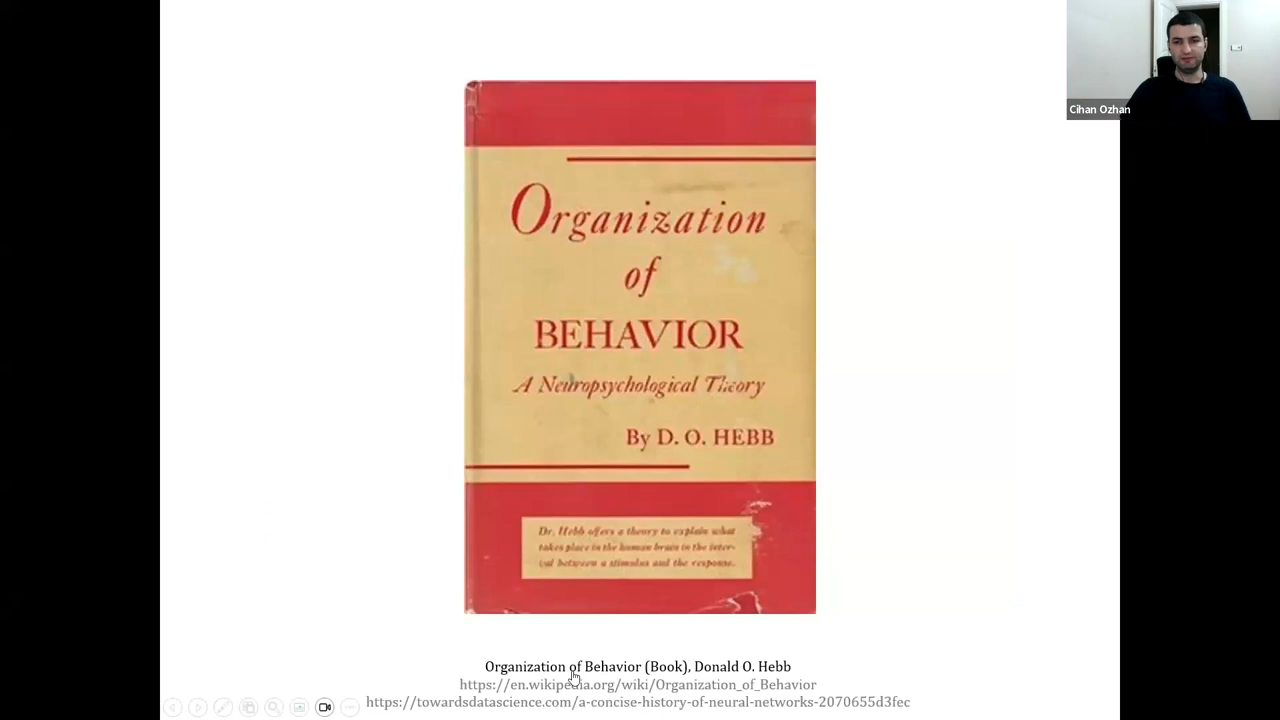 Cihan Ozhan
Organization
of
BEHAVIOR
A Neuropsychological Theory
By D. O. HEBB
Dr. Hebb offers a theory to explain what
takes place in the human brain in the inter-
val between a stimulus and the response.
Organization of Behavior (Book), Donald O. Hebb
https://en.wikipedia.org/wiki/Organization_of_Behavior
https://towardsdatascience.com/a-concise-history-of-neural-networks-2070655d3fec